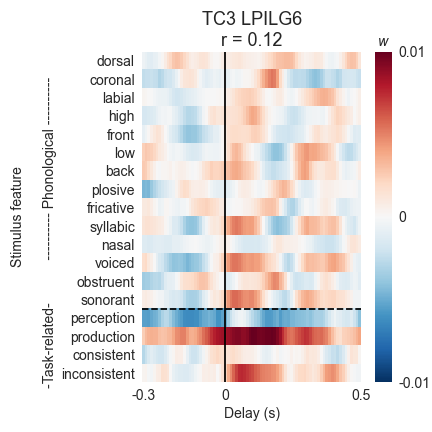 TC3 LPILG6
r = 0.12
w
dorsal
coronal
labial
high
front
low
back
plosive
fricative
syllabic
nasal
voiced
obstruent
sonorant
perception
production
consistent
inconsistent
Stimulus feature
-Task-related- ---------- Phonological ----------
0.01
0
-0.01
-0.3 0 0.5
Delay (s)